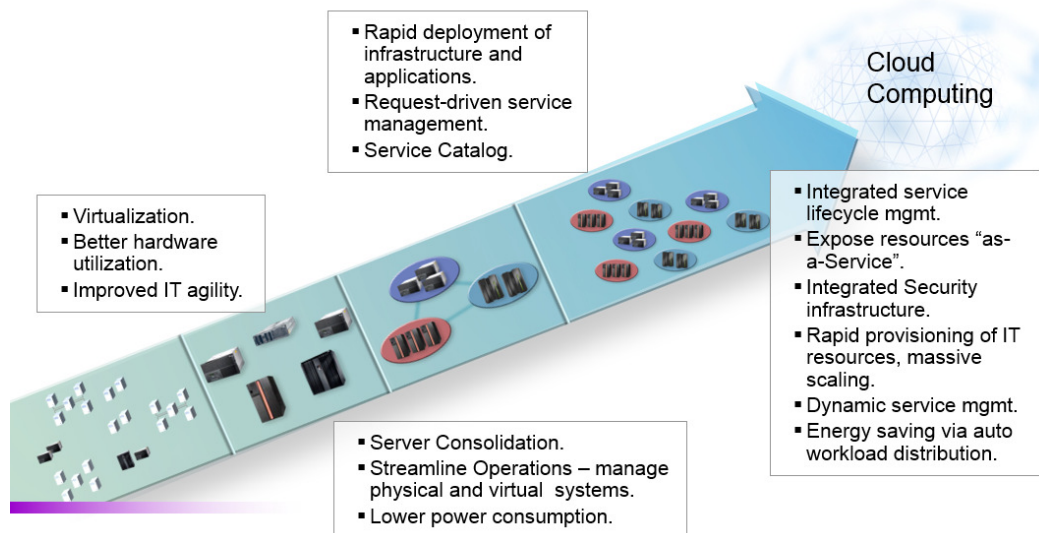 ▪ Rapid deployment of
infrastructure and
applications.
▪ Request-driven service
management.
▪ Service Catalog.
Cloud
Computing
▪ Virtualization.
▪ Better hardware
utilization.
▪ Improved IT agility.
▪ Integrated service
lifecycle mgmt.
▪ Expose resources “as-
a-Service”.
▪ Integrated Security
infrastructure.
▪ Rapid provisioning of IT
resources, massive
scaling.
▪ Dynamic service mgmt.
▪ Energy saving via auto
workload distribution.
▪ Server Consolidation.
▪ Streamline Operations – manage
physical and virtual systems.
▪ Lower power consumption.